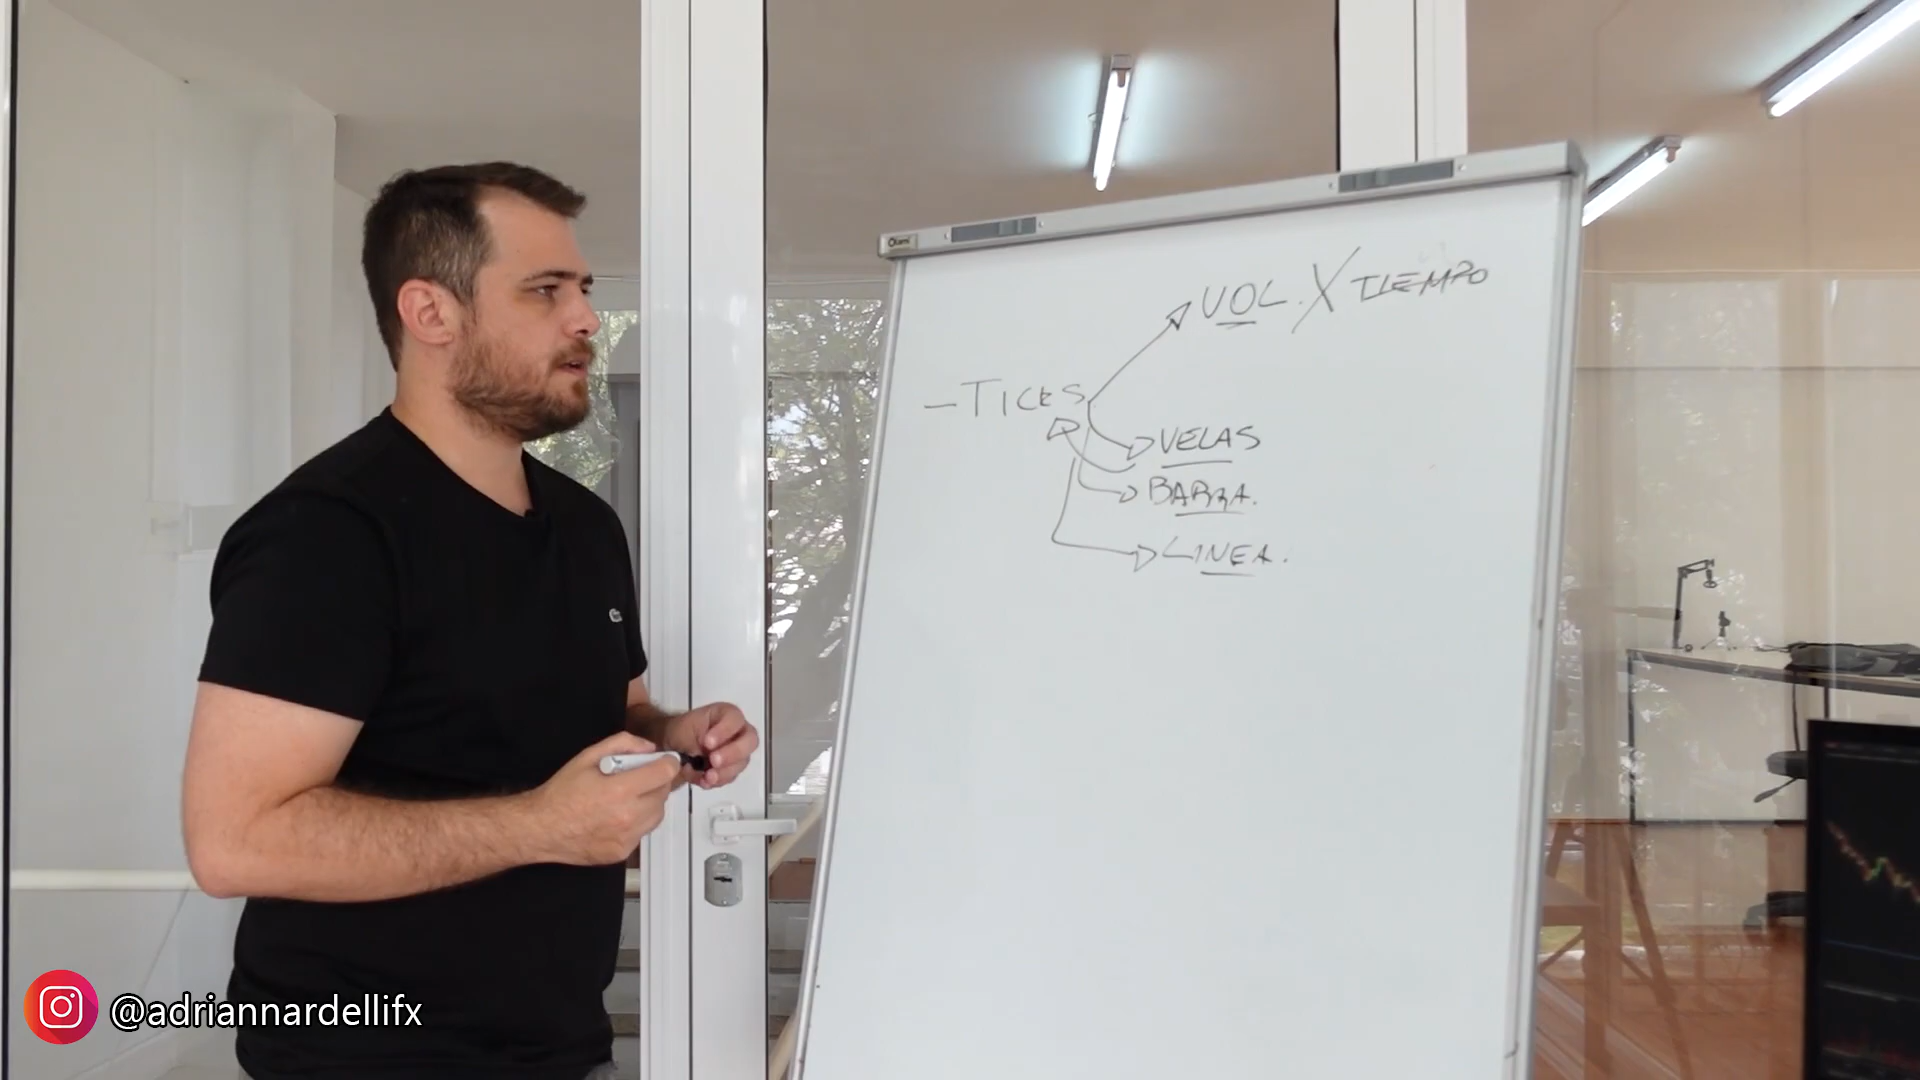 VOL. X TIEMPO
- TICKS
VELAS
BARRA.
LINEA.
@adriannardellifx